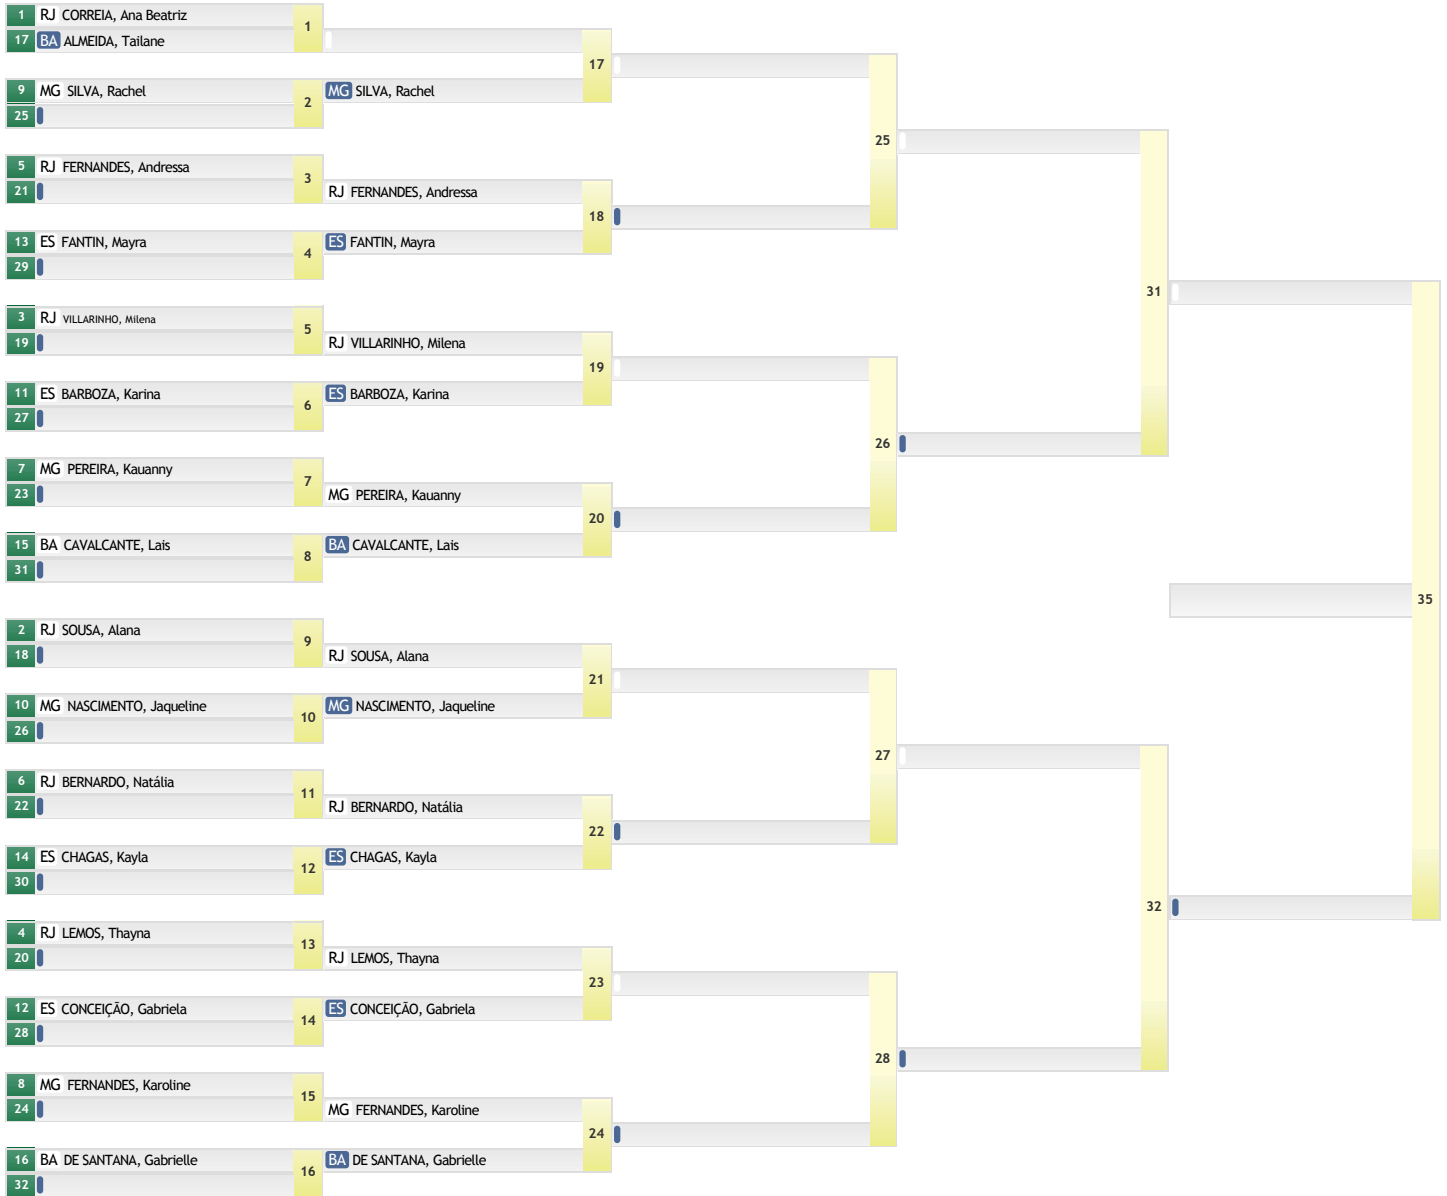 1 RJ CORREIA, Ana Beatriz
1
17 BA ALMEIDA, Tailane
17
9 MG SILVA, Rachel
MG SILVA, Rachel
2
25
25
5 RJ FERNANDES, Andressa
3
21
RJ FERNANDES, Andressa
18
13 ES FANTIN, Mayra
ES FANTIN, Mayra
4
29
31
3 RJ VILLARINHO, Milena
5
19
RJ VILLARINHO, Milena
19
11 ES BARBOZA, Karina
ES BARBOZA, Karina
6
27
26
7 MG PEREIRA, Kauanny
7
23
MG PEREIRA, Kauanny
20
15 BA CAVALCANTE, Lais
BA CAVALCANTE, Lais
8
31
35
2 RJ SOUSA, Alana
9
18
RJ SOUSA, Alana
21
10 MG NASCIMENTO, Jaqueline
MG NASCIMENTO, Jaqueline
10
26
27
6 RJ BERNARDO, Natália
11
22
RJ BERNARDO, Natália
22
14 ES CHAGAS, Kayla
ES CHAGAS, Kayla
12
30
32
4 RJ LEMOS, Thayna
13
20
RJ LEMOS, Thayna
23
12 ES CONCEIÇÃO, Gabriela
ES CONCEIÇÃO, Gabriela
14
28
28
8 MG FERNANDES, Karoline
15
24
MG FERNANDES, Karoline
24
16 BA DE SANTANA, Gabrielle
BA DE SANTANA, Gabrielle
16
32